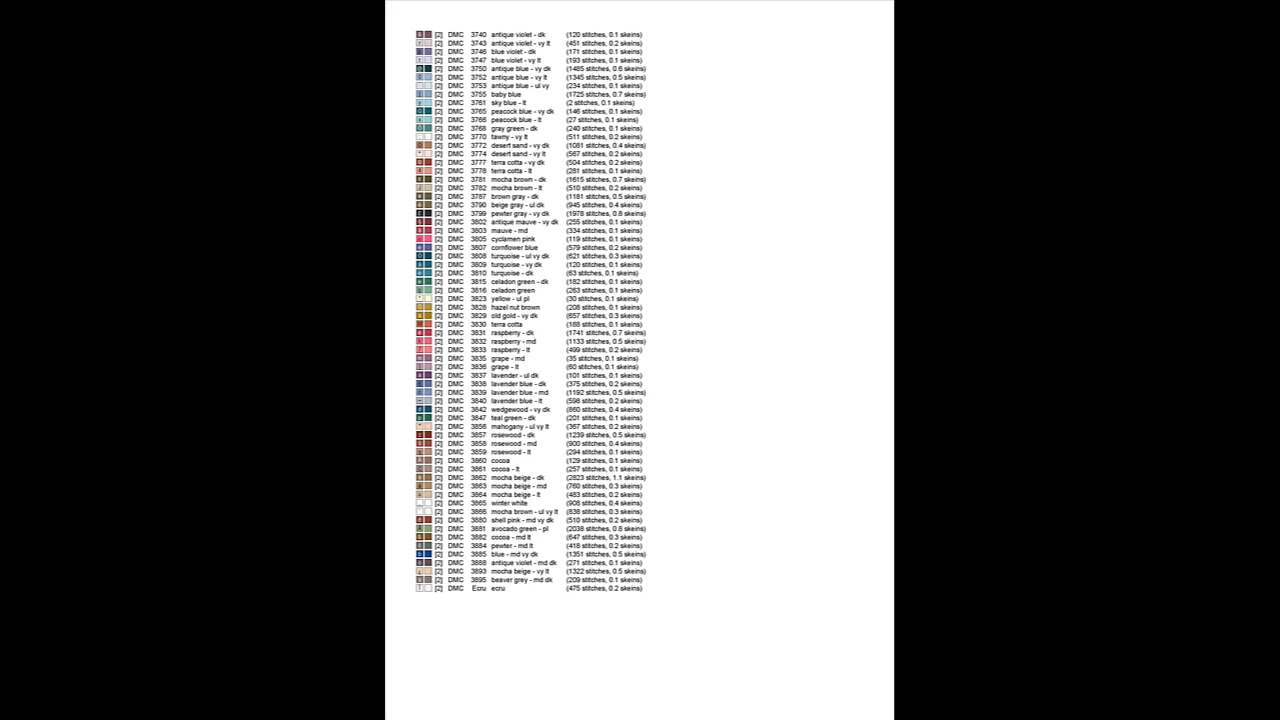 [2] DMC 3740 antique violet - dk (120 stitches, 0.1 skeins)
[2] DMC 3743 antique violet - vy lt (451 stitches, 0.2 skeins)
[2] DMC 3746 blue violet - dk (171 stitches, 0.1 skeins)
[2] DMC 3747 blue violet - vy lt (193 stitches, 0.1 skeins)
[2] DMC 3750 antique blue - vy dk (1485 stitches, 0.6 skeins)
[2] DMC 3752 antique blue - vy lt (1345 stitches, 0.5 skeins)
[2] DMC 3753 antique blue - ul vy (234 stitches, 0.1 skeins)
[2] DMC 3755 baby blue (1725 stitches, 0.7 skeins)
[2] DMC 3761 sky blue - lt (2 stitches, 0.1 skeins)
[2] DMC 3765 peacock blue - vy dk (146 stitches, 0.1 skeins)
[2] DMC 3766 peacock blue - lt (27 stitches, 0.1 skeins)
[2] DMC 3768 gray green - dk (240 stitches, 0.1 skeins)
[2] DMC 3770 tawny - vy lt (511 stitches, 0.2 skeins)
[2] DMC 3772 desert sand - vy dk (1081 stitches, 0.4 skeins)
[2] DMC 3774 desert sand - vy lt (567 stitches, 0.2 skeins)
[2] DMC 3777 terra cotta - vy dk (504 stitches, 0.2 skeins)
[2] DMC 3778 terra cotta - lt (281 stitches, 0.1 skeins)
[2] DMC 3781 mocha brown - dk (1615 stitches, 0.7 skeins)
[2] DMC 3782 mocha brown - lt (510 stitches, 0.2 skeins)
[2] DMC 3787 brown gray - dk (1181 stitches, 0.5 skeins)
[2] DMC 3790 beige gray - ul dk (945 stitches, 0.4 skeins)
[2] DMC 3799 pewter gray - vy dk (1978 stitches, 0.8 skeins)
[2] DMC 3802 antique mauve - vy dk (255 stitches, 0.1 skeins)
[2] DMC 3803 mauve - md (334 stitches, 0.1 skeins)
[2] DMC 3805 cyclamen pink (119 stitches, 0.1 skeins)
[2] DMC 3807 cornflower blue (579 stitches, 0.2 skeins)
[2] DMC 3808 turquoise - ul vy dk (621 stitches, 0.3 skeins)
[2] DMC 3809 turquoise - vy dk (120 stitches, 0.1 skeins)
[2] DMC 3810 turquoise - dk (63 stitches, 0.1 skeins)
[2] DMC 3815 celadon green - dk (182 stitches, 0.1 skeins)
[2] DMC 3816 celadon green (263 stitches, 0.1 skeins)
[2] DMC 3823 yellow - ul pl (30 stitches, 0.1 skeins)
[2] DMC 3828 hazel nut brown (208 stitches, 0.1 skeins)
[2] DMC 3829 old gold - vy dk (657 stitches, 0.3 skeins)
[2] DMC 3830 terra cotta (188 stitches, 0.1 skeins)
[2] DMC 3831 raspberry - dk (1741 stitches, 0.7 skeins)
[2] DMC 3832 raspberry - md (1133 stitches, 0.5 skeins)
[2] DMC 3833 raspberry - lt (499 stitches, 0.2 skeins)
[2] DMC 3835 grape - md (35 stitches, 0.1 skeins)
[2] DMC 3836 grape - lt (60 stitches, 0.1 skeins)
[2] DMC 3837 lavender - ul dk (101 stitches, 0.1 skeins)
[2] DMC 3838 lavender blue - dk (375 stitches, 0.2 skeins)
[2] DMC 3839 lavender blue - md (1192 stitches, 0.5 skeins)
[2] DMC 3840 lavender blue - lt (598 stitches, 0.2 skeins)
[2] DMC 3842 wedgewood - vy dk (860 stitches, 0.4 skeins)
[2] DMC 3847 teal green - dk (201 stitches, 0.1 skeins)
[2] DMC 3856 mahogany - ul vy lt (367 stitches, 0.2 skeins)
[2] DMC 3857 rosewood - dk (1239 stitches, 0.5 skeins)
[2] DMC 3858 rosewood - md (900 stitches, 0.4 skeins)
[2] DMC 3859 rosewood - lt (294 stitches, 0.1 skeins)
[2] DMC 3860 cocoa (129 stitches, 0.1 skeins)
[2] DMC 3861 cocoa - lt (257 stitches, 0.1 skeins)
[2] DMC 3862 mocha beige - dk (2823 stitches, 1.1 skeins)
[2] DMC 3863 mocha beige - md (760 stitches, 0.3 skeins)
[2] DMC 3864 mocha beige - lt (483 stitches, 0.2 skeins)
[2] DMC 3865 winter white (908 stitches, 0.4 skeins)
[2] DMC 3866 mocha brown - ul vy lt (838 stitches, 0.3 skeins)
[2] DMC 3880 shell pink - md vy dk (510 stitches, 0.2 skeins)
[2] DMC 3881 avocado green - pl (2038 stitches, 0.8 skeins)
[2] DMC 3882 cocoa - md lt (647 stitches, 0.3 skeins)
[2] DMC 3884 pewter - md lt (418 stitches, 0.2 skeins)
[2] DMC 3885 blue - md vy dk (1351 stitches, 0.5 skeins)
[2] DMC 3888 antique violet - md dk (271 stitches, 0.1 skeins)
[2] DMC 3893 mocha beige - vy lt (1322 stitches, 0.5 skeins)
[2] DMC 3895 beaver grey - md dk (209 stitches, 0.1 skeins)
[2] DMC Ecru ecru (475 stitches, 0.2 skeins)